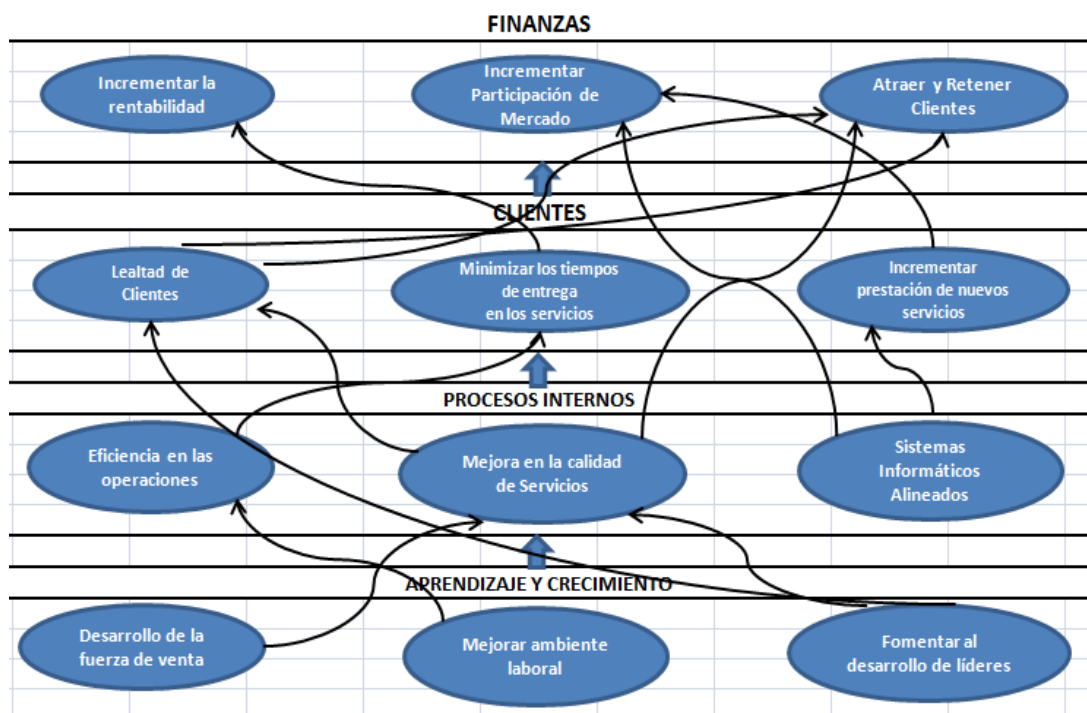 FINANZAS
Incrementar la
rentabilidad
Incrementar
Participación de
Mercado
Atraer y Retener
Clientes
CLIENTES
Lealtad de
Clientes
Minimizar los tiempos
de entrega
en los servicios
Incrementar
prestación de nuevos
servicios
PROCESOS INTERNOS
Eficiencia en las
operaciones
Mejora en la calidad
de Servicios
Sistemas
Informáticos
Alineados
APRENDIZAJE Y CRECIMIENTO
Desarrollo de la
fuerza de venta
Mejorar ambiente
laboral
Fomentar al
desarrollo de líderes